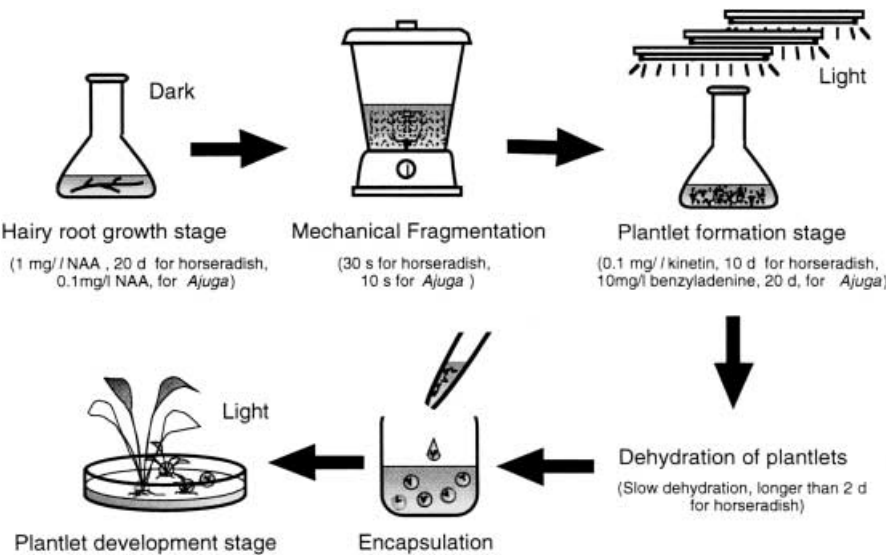 Dark
Light
Hairy root growth stage
(1 mg/l NAA , 20 d for horseradish,
0.1mg/l NAA, for Ajuga)
Mechanical Fragmentation
(30 s for horseradish,
10 s for Ajuga )
Plantlet formation stage
(0.1 mg/l kinetin, 10 d for horseradish,
10mg/l benzyladenine, 20 d, for Ajuga)
Dehydration of plantlets
(Slow dehydration, longer than 2 d
for horseradish)
Encapsulation
Light
Plantlet development stage